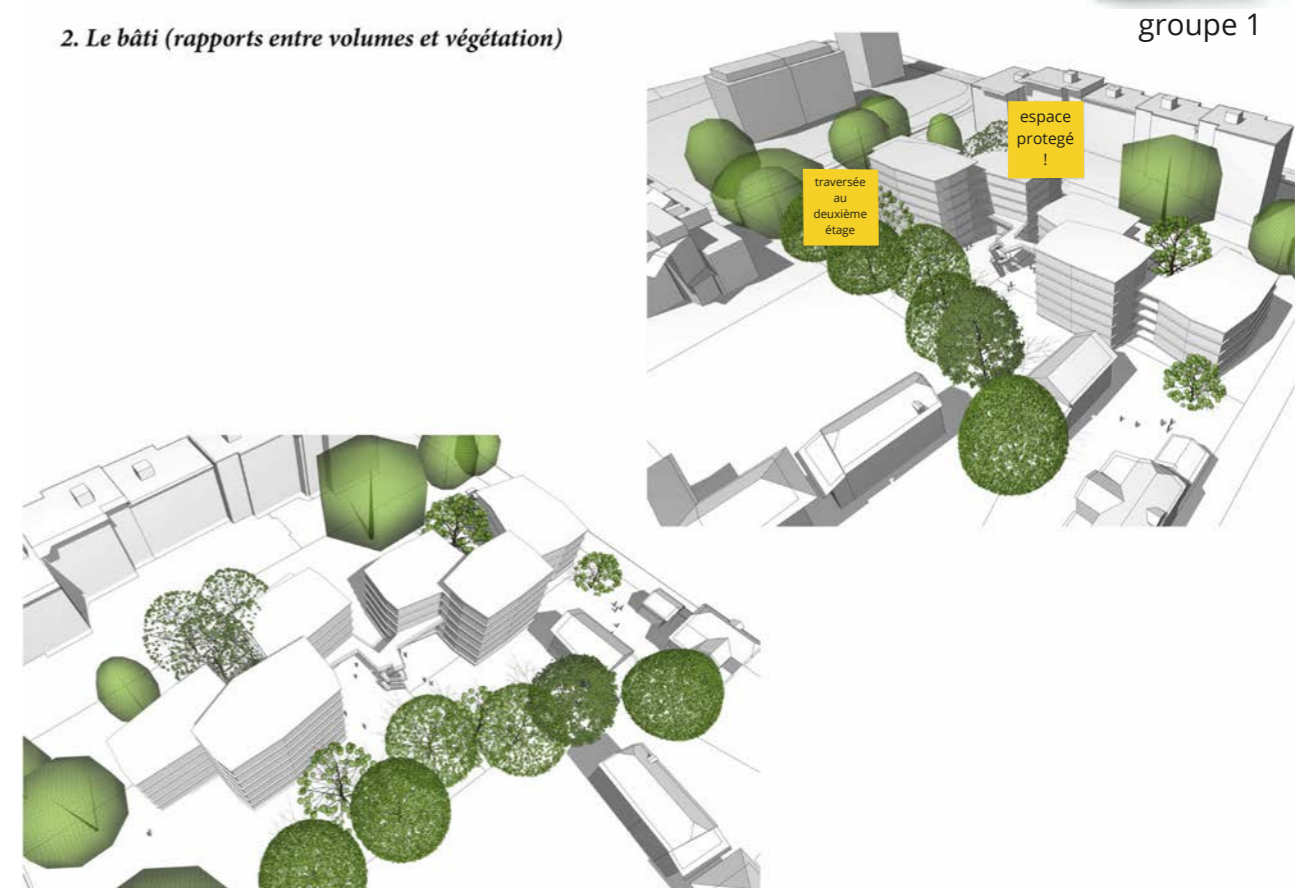 2. Le bâti (rapports entre volumes et végétation)
groupe 1
espace
protegé
!
traversée
au
deuxième
étage